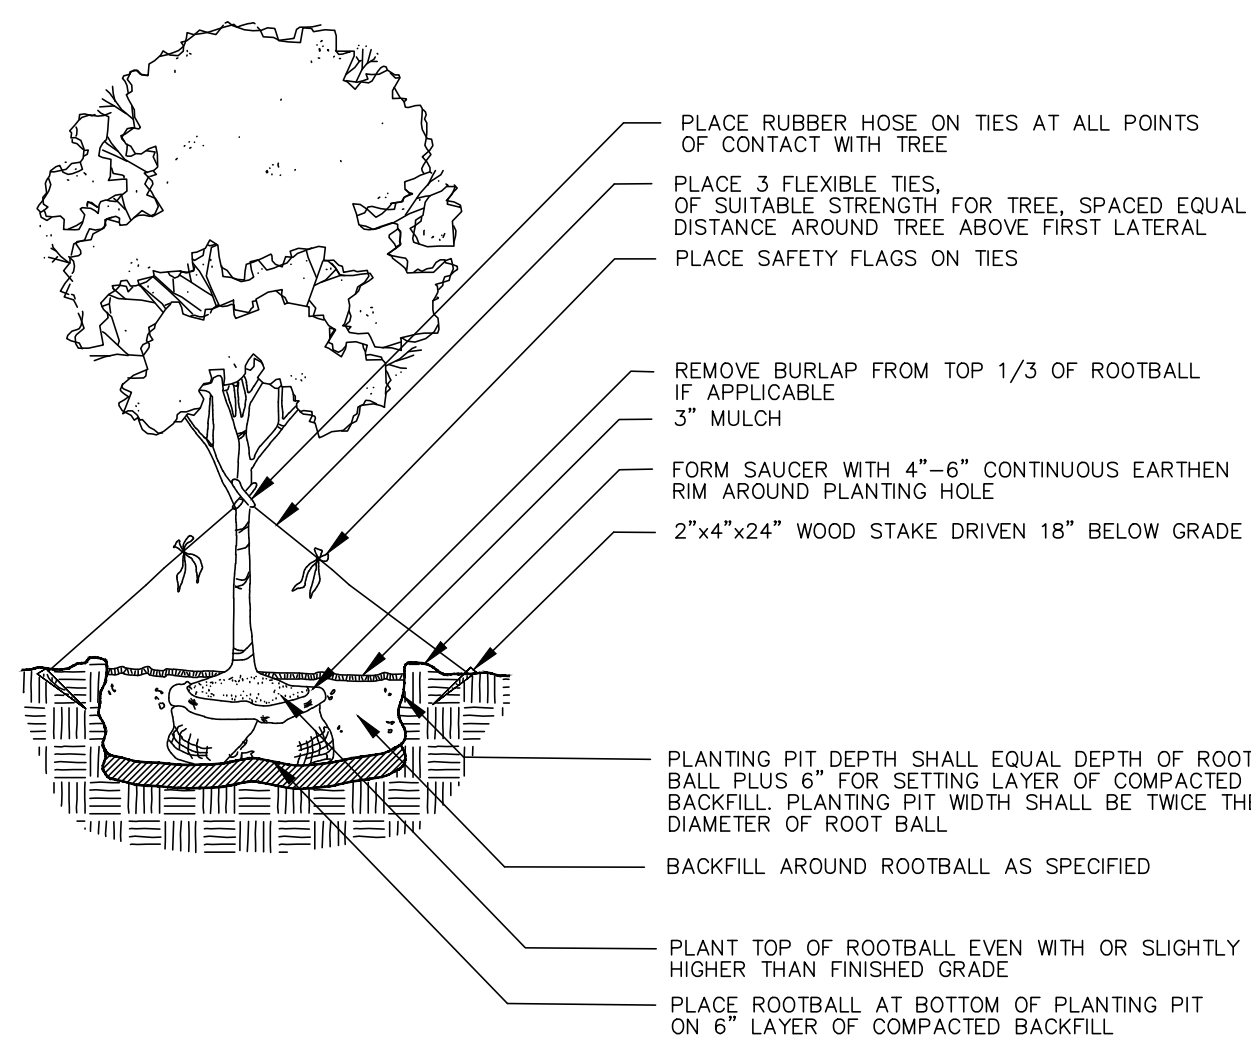 PLACE RUBBER HOSE ON TIES AT ALL POINTS
OF CONTACT WITH TREE
PLACE 3 FLEXIBLE TIES,
OF SUITABLE STRENGTH FOR TREE, SPACED EQUAL
DISTANCE AROUND TREE ABOVE FIRST LATERAL
PLACE SAFETY FLAGS ON TIES
REMOVE BURLAP FROM TOP 1/3 OF ROOTBALL
IF APPLICABLE
3” MULCH
FORM SAUCER WITH 4”–6” CONTINUOUS EARTHEN
RIM AROUND PLANTING HOLE
2”x4”x24” WOOD STAKE DRIVEN 18” BELOW GRADE
PLANTING PIT DEPTH SHALL EQUAL DEPTH OF ROOT
BALL PLUS 6” FOR SETTING LAYER OF COMPACTED
BACKFILL. PLANTING PIT WIDTH SHALL BE TWICE THE
DIAMETER OF ROOT BALL
BACKFILL AROUND ROOTBALL AS SPECIFIED
PLANT TOP OF ROOTBALL EVEN WITH OR SLIGHTLY
HIGHER THAN FINISHED GRADE
PLACE ROOTBALL AT BOTTOM OF PLANTING PIT
ON 6” LAYER OF COMPACTED BACKFILL